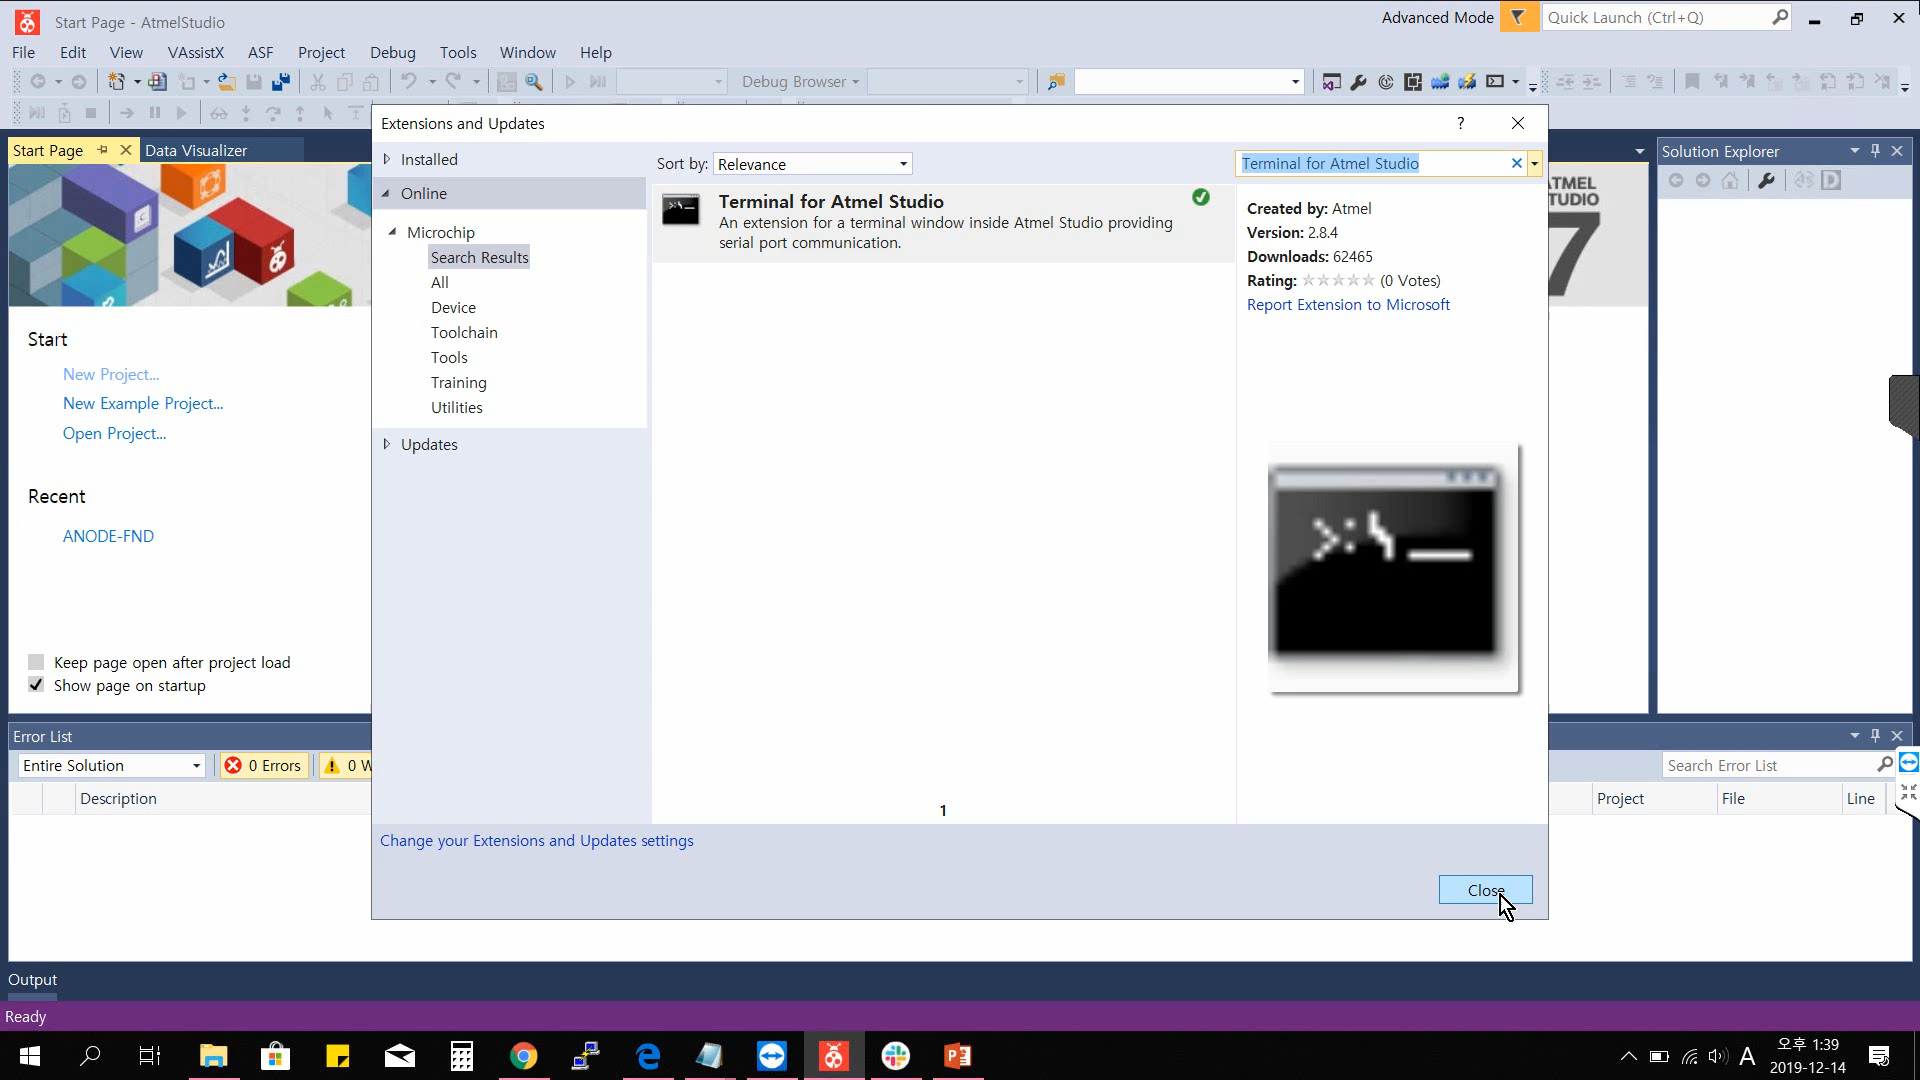 Start Page - AtmelStudio
Advanced Mode
Quick Launch (Ctrl+Q)
File Edit View VAssistX ASF Project Debug Tools Window Help
Debug Browser
Start Page
Data Visualizer
Extensions and Updates
?
Installed
Online
Microchip
Search Results
All
Device
Toolchain
Tools
Training
Utilities
Updates
Sort by: Relevance
Terminal for Atmel Studio
Terminal for Atmel Studio
An extension for a terminal window inside Atmel Studio providing
serial port communication.
Created by: Atmel
Version: 2.8.4
Downloads: 62465
Rating: (0 Votes)
Report Extension to Microsoft
1
Change your Extensions and Updates settings
Close
Solution Explorer
TMEL
TUDIO
7
Start
New Project...
New Example Project...
Open Project...
Recent
ANODE-FND
Keep page open after project load
Show page on startup
Error List
Entire Solution
0 Errors
0 W
Search Error List
Description
Project
File
Line
Output
Ready
A
오후 1:39
2019-12-14